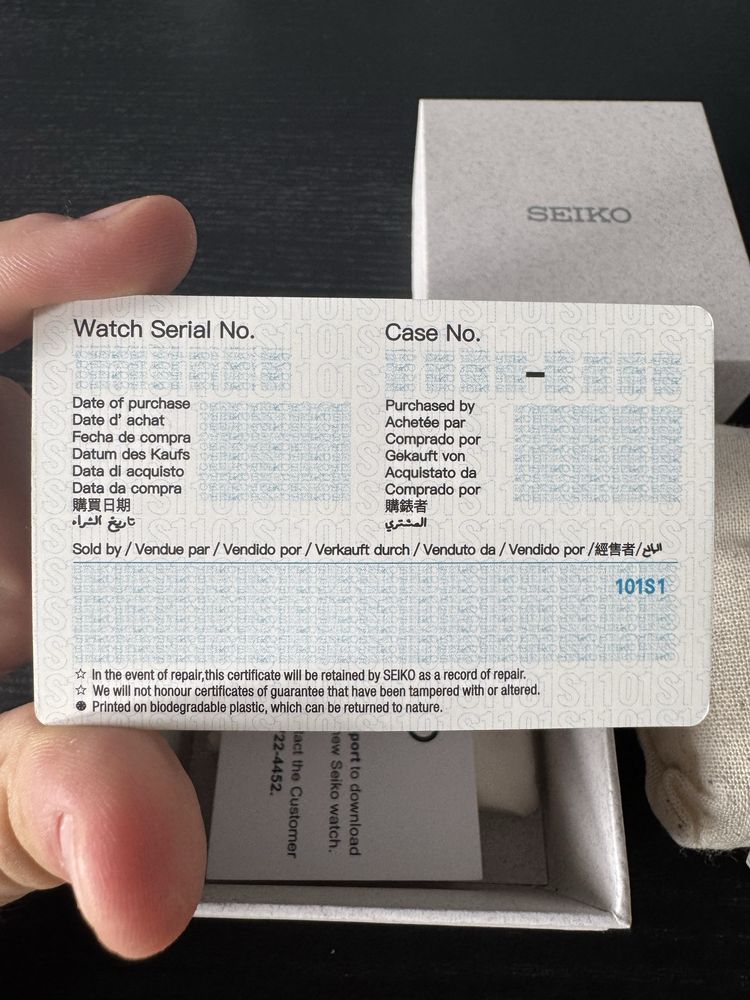 SEIKO
Watch Serial No.
Case No.
–
Date of purchase
Date d' achat
Fecha de compra
Datum des Kaufs
Data di acquisto
Data da compra
購買日期
تاريخ الشراء
Purchased by
Achetée par
Comprado por
Gekauft von
Acquistato da
Comprado por
購錶者
المشتري
Sold by / Vendue par / Vendido por / Verkauft durch / Venduto da / Vendido por /經售者/البائع
101S1
☆ In the event of repair,this certificate will be retained by SEIKO as a record of repair.
☆ We will not honour certificates of guarantee that have been tampered with or altered.
Printed on biodegradable plastic, which can be returned to nature.
port to download
new Seiko watch.
tact the Customer
22-4452.